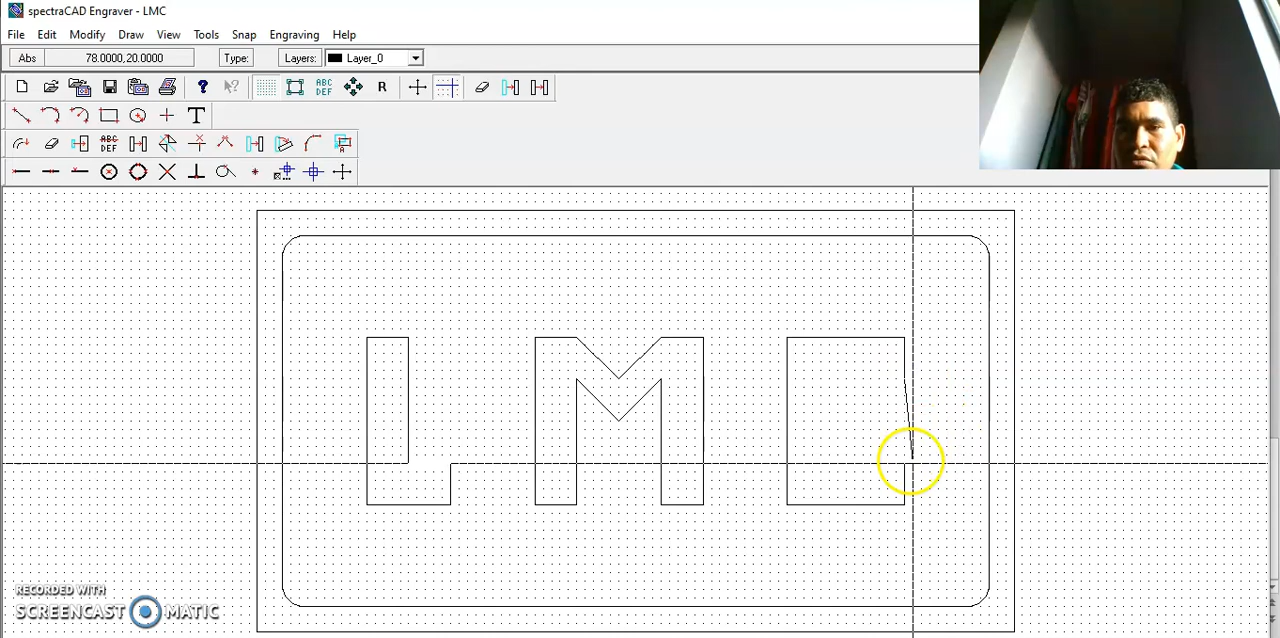 spectraCAD Engraver - LMC
File Edit Modify Draw View Tools Snap Engraving Help
Abs 78.0000,20.0000 Type: Layers: Layer_0
ABC DEF R
T
ABC DEF
R
LMC
RECORDED WITH
SCREENCAST MATIC